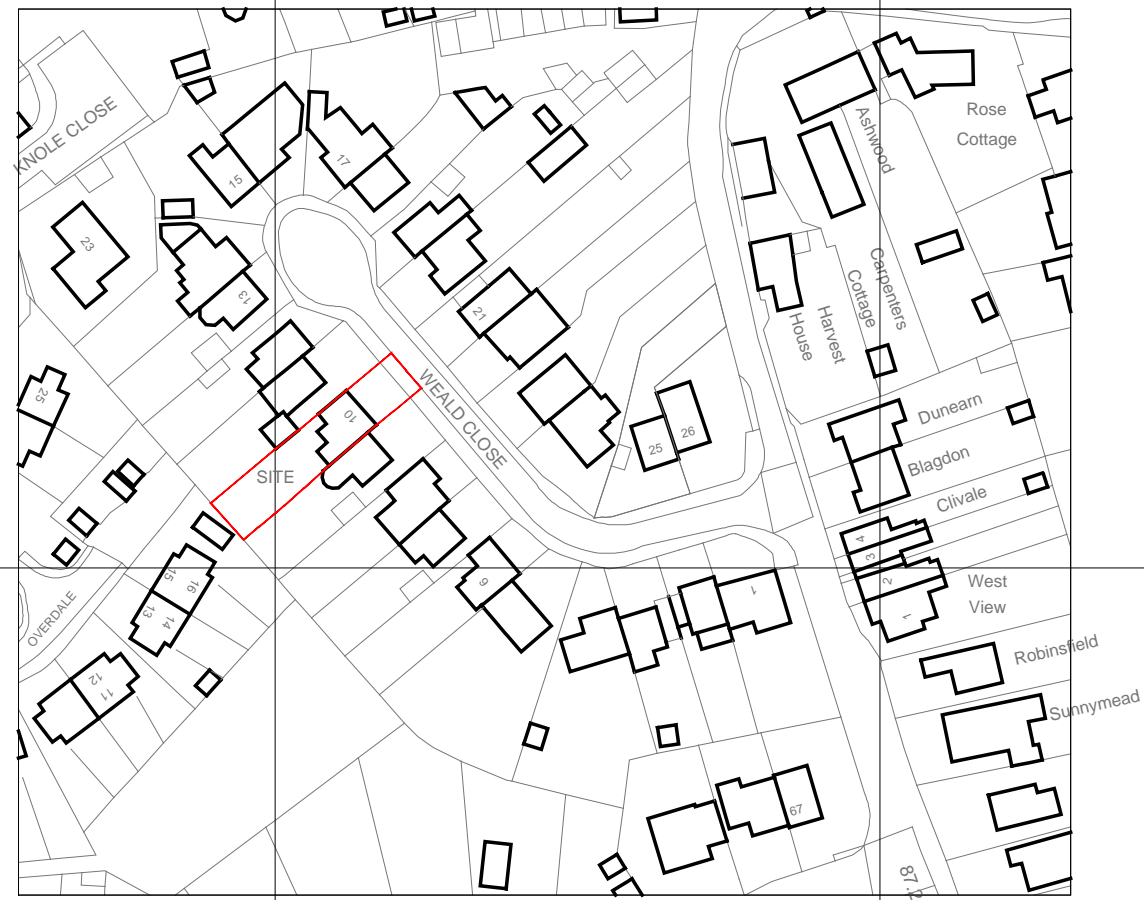 KNOLE CLOSE
Rose
Cottage
Ashwood
17
15
23
13
21
Carpenters
Cottage
Harvest
House
25
WEALD CLOSE
10
26
25
Dunearn
Blagdon
SITE
Clivale
4
3
2
1
West
View
15
16
13
14
OVERDALE
9
1
Robinsfield
12
11
Sunnymead
67
87.2